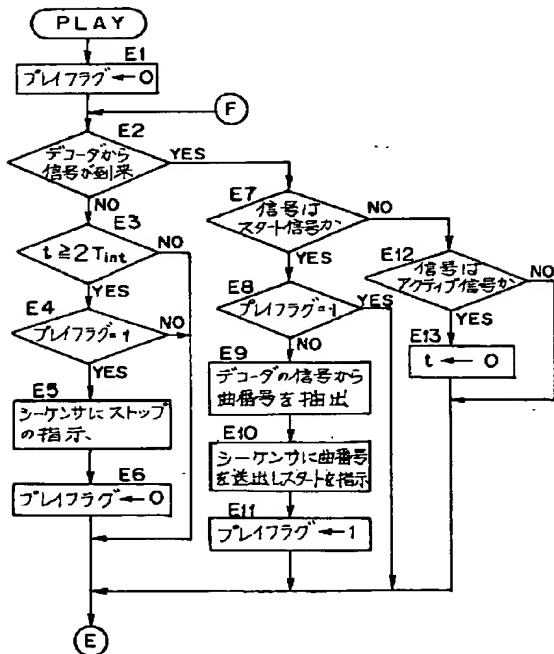 PLAY
E1
プレイフラグ←0
F
E2
デコーダから
信号が到来
YES
NO
E3
t≧2Tint
NO
YES
E4
プレイフラグ=1
NO
YES
E5
シーケンサにストップ
の指示、
E6
プレイフラグ←0
E7
信号は
スタート信号か
NO
YES
E8
プレイフラグ=1
YES
NO
E9
デコーダの信号から
曲番号を抽出
E10
シーケンサに曲番号
を送出しスタートを指示
E11
プレイフラグ←1
E12
信号は
アクティブ信号か
NO
YES
E13
t ← 0
E